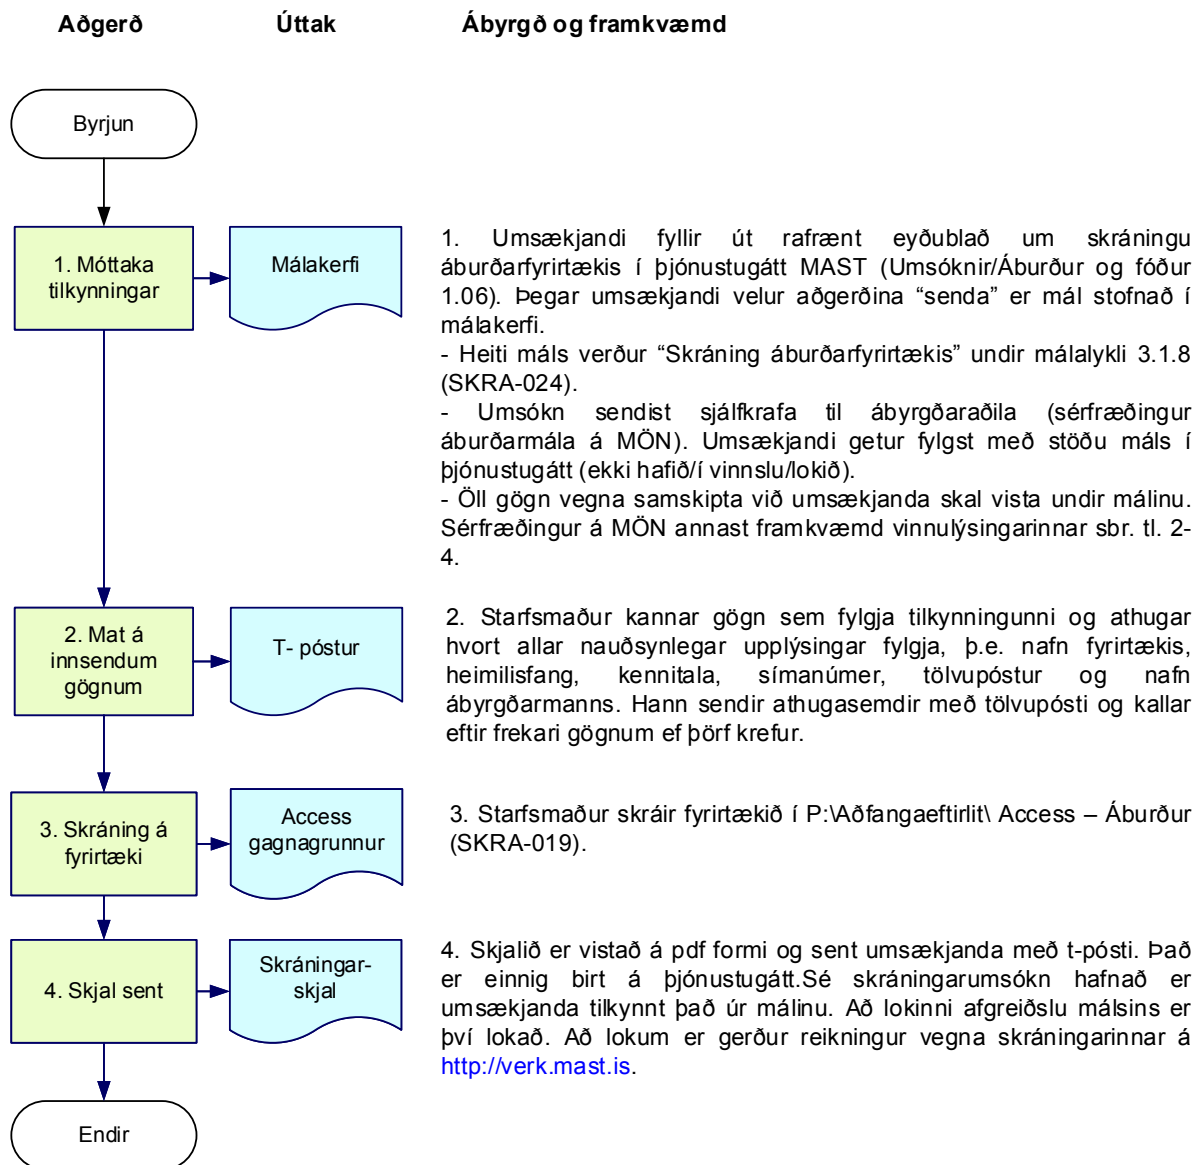 Aðgerð Úttak Ábyrgð og framkvæmd
Byrjun
1. Móttaka
tilkynningar
Málakerfi
1. Umsækjandi fyllir út rafrænt eyðublað um skráningu
áburðarfyrirtækis í þjónustugátt MAST (Umsóknir/Áburður og fóður
1.06). Þegar umsækjandi velur aðgerðina “senda” er mál stofnað í
málakerfi.
- Heiti máls verður “Skráning áburðarfyrirtækis” undir málalykli 3.1.8
(SKRA-024).
- Umsókn sendist sjálfkrafa til ábyrgðaraðila (sérfræðingur
áburðarmála á MÖN). Umsækjandi getur fylgst með stöðu máls í
þjónustugátt (ekki hafið/í vinnslu/lokið).
- Öll gögn vegna samskipta við umsækjanda skal vista undir málinu.
Sérfræðingur á MÖN annast framkvæmd vinnulýsingarinnar sbr. tl. 2-
4.
2. Mat á
innsendum
gögnum
T- póstur
2. Starfsmaður kannar gögn sem fylgja tilkynningunni og athugar
hvort allar nauðsynlegar upplýsingar fylgja, þ.e. nafn fyrirtækis,
heimilisfang, kennitala, símanúmer, tölvupóstur og nafn
ábyrgðarmanns. Hann sendir athugasemdir með tölvupósti og kallar
eftir frekari gögnum ef þörf krefur.
3. Skráning á
fyrirtæki
Access
gagnagrunnur
3. Starfsmaður skráir fyrirtækið í P:\Aðfangaeftirlit\ Access – Áburður
(SKRA-019).
4. Skjal sent
Skráningar-
skjal
4. Skjalið er vistað á pdf formi og sent umsækjanda með t-pósti. Það
er einnig birt á þjónustugátt.Sé skráningarumsókn hafnað er
umsækjanda tilkynnt það úr málinu. Að lokinni afgreiðslu málsins er
því lokað. Að lokum er gerður reikningur vegna skráningarinnar á
http://verk.mast.is.
Endir